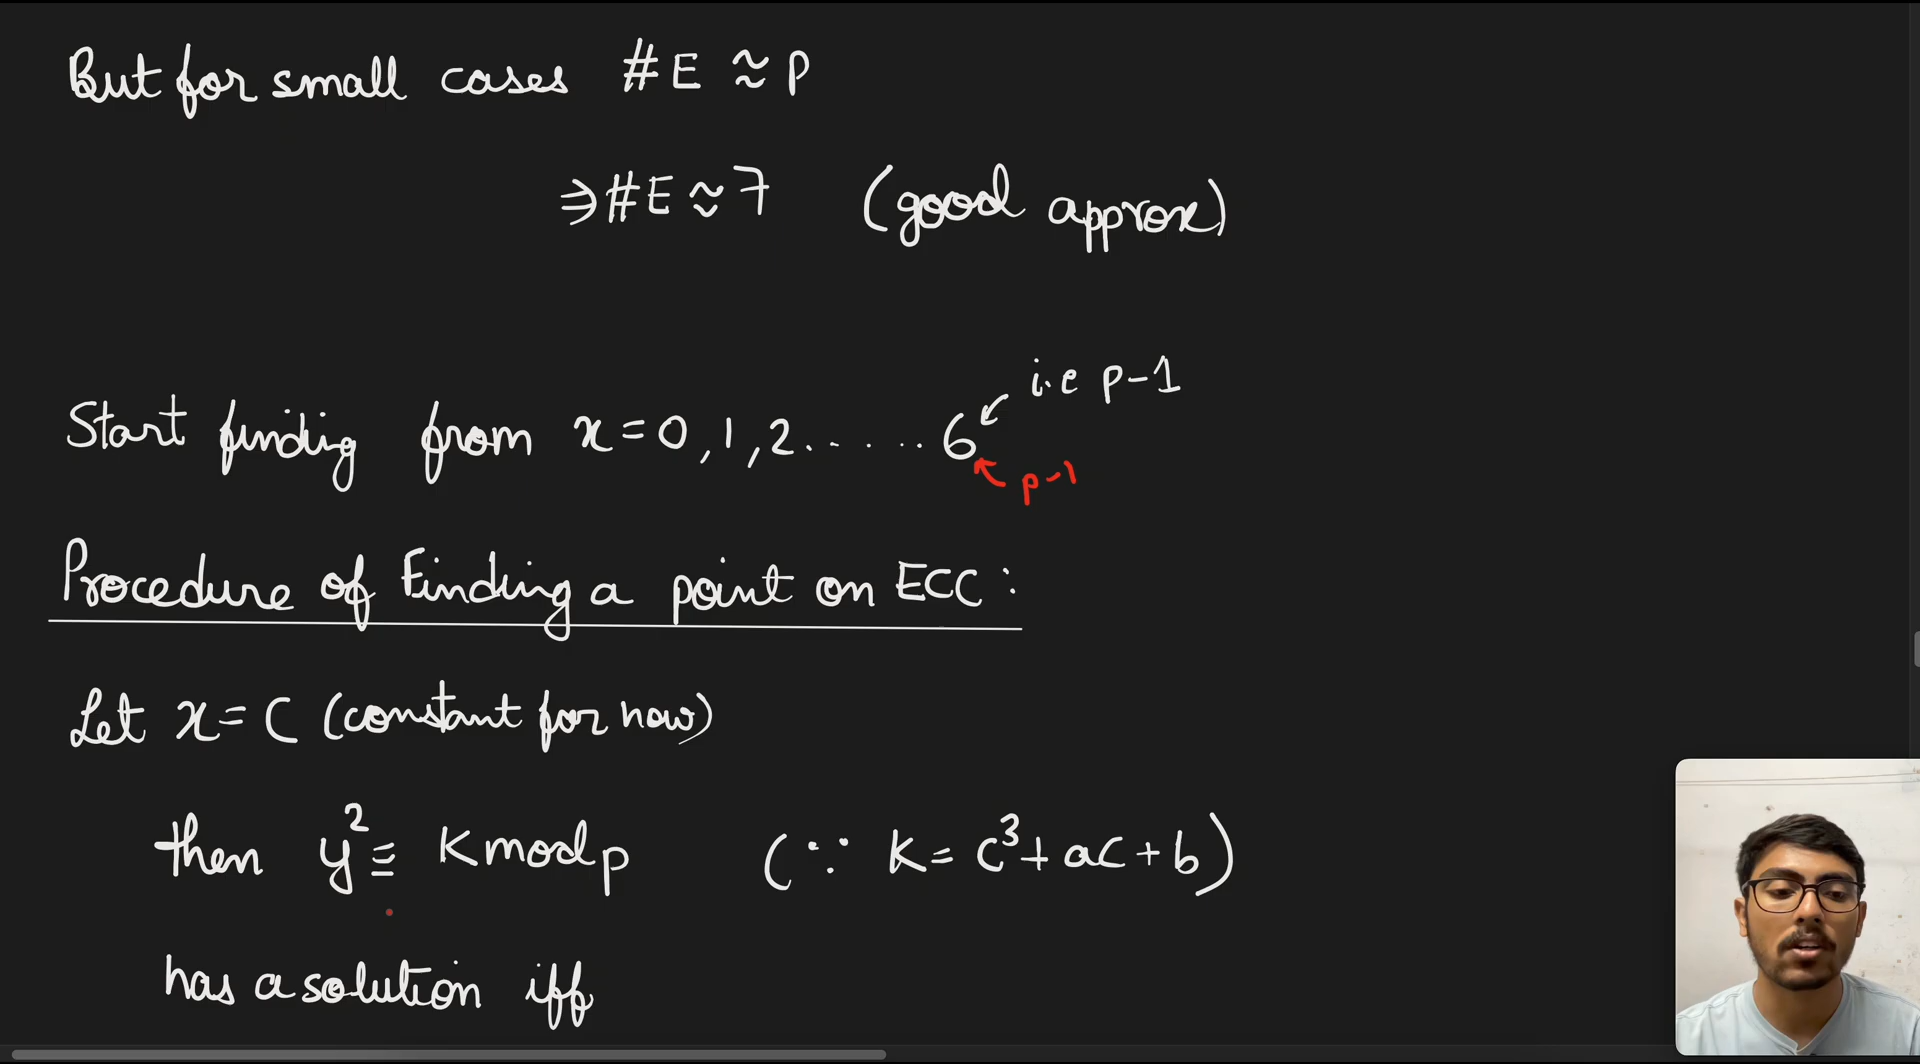 But for small cases #E ≈ p
⇒ #E ≈ 7 (good approx)
i.e p-1
Start finding from x=0,1,2.....6
p-1
Procedure of Finding a point on ECC:
Let x=C (constant for now)
then y² ≡ K mod p (∵ K = c³+ac+b)
has a solution iff